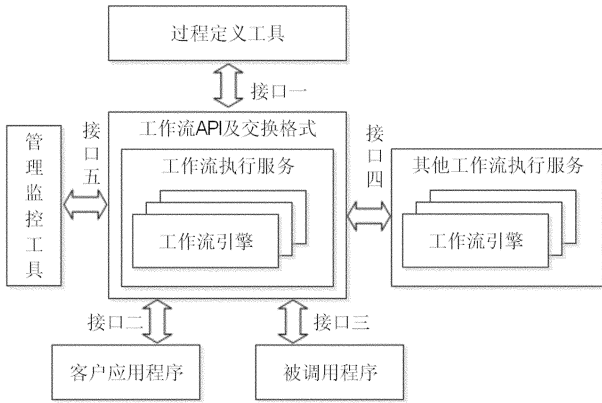 过程定义工具
接口一
工作流API及交换格式
接口五
接口四
管理监控工具
工作流执行服务
工作流引擎
其他工作流执行服务
工作流引擎
接口二
接口三
客户应用程序
被调用程序